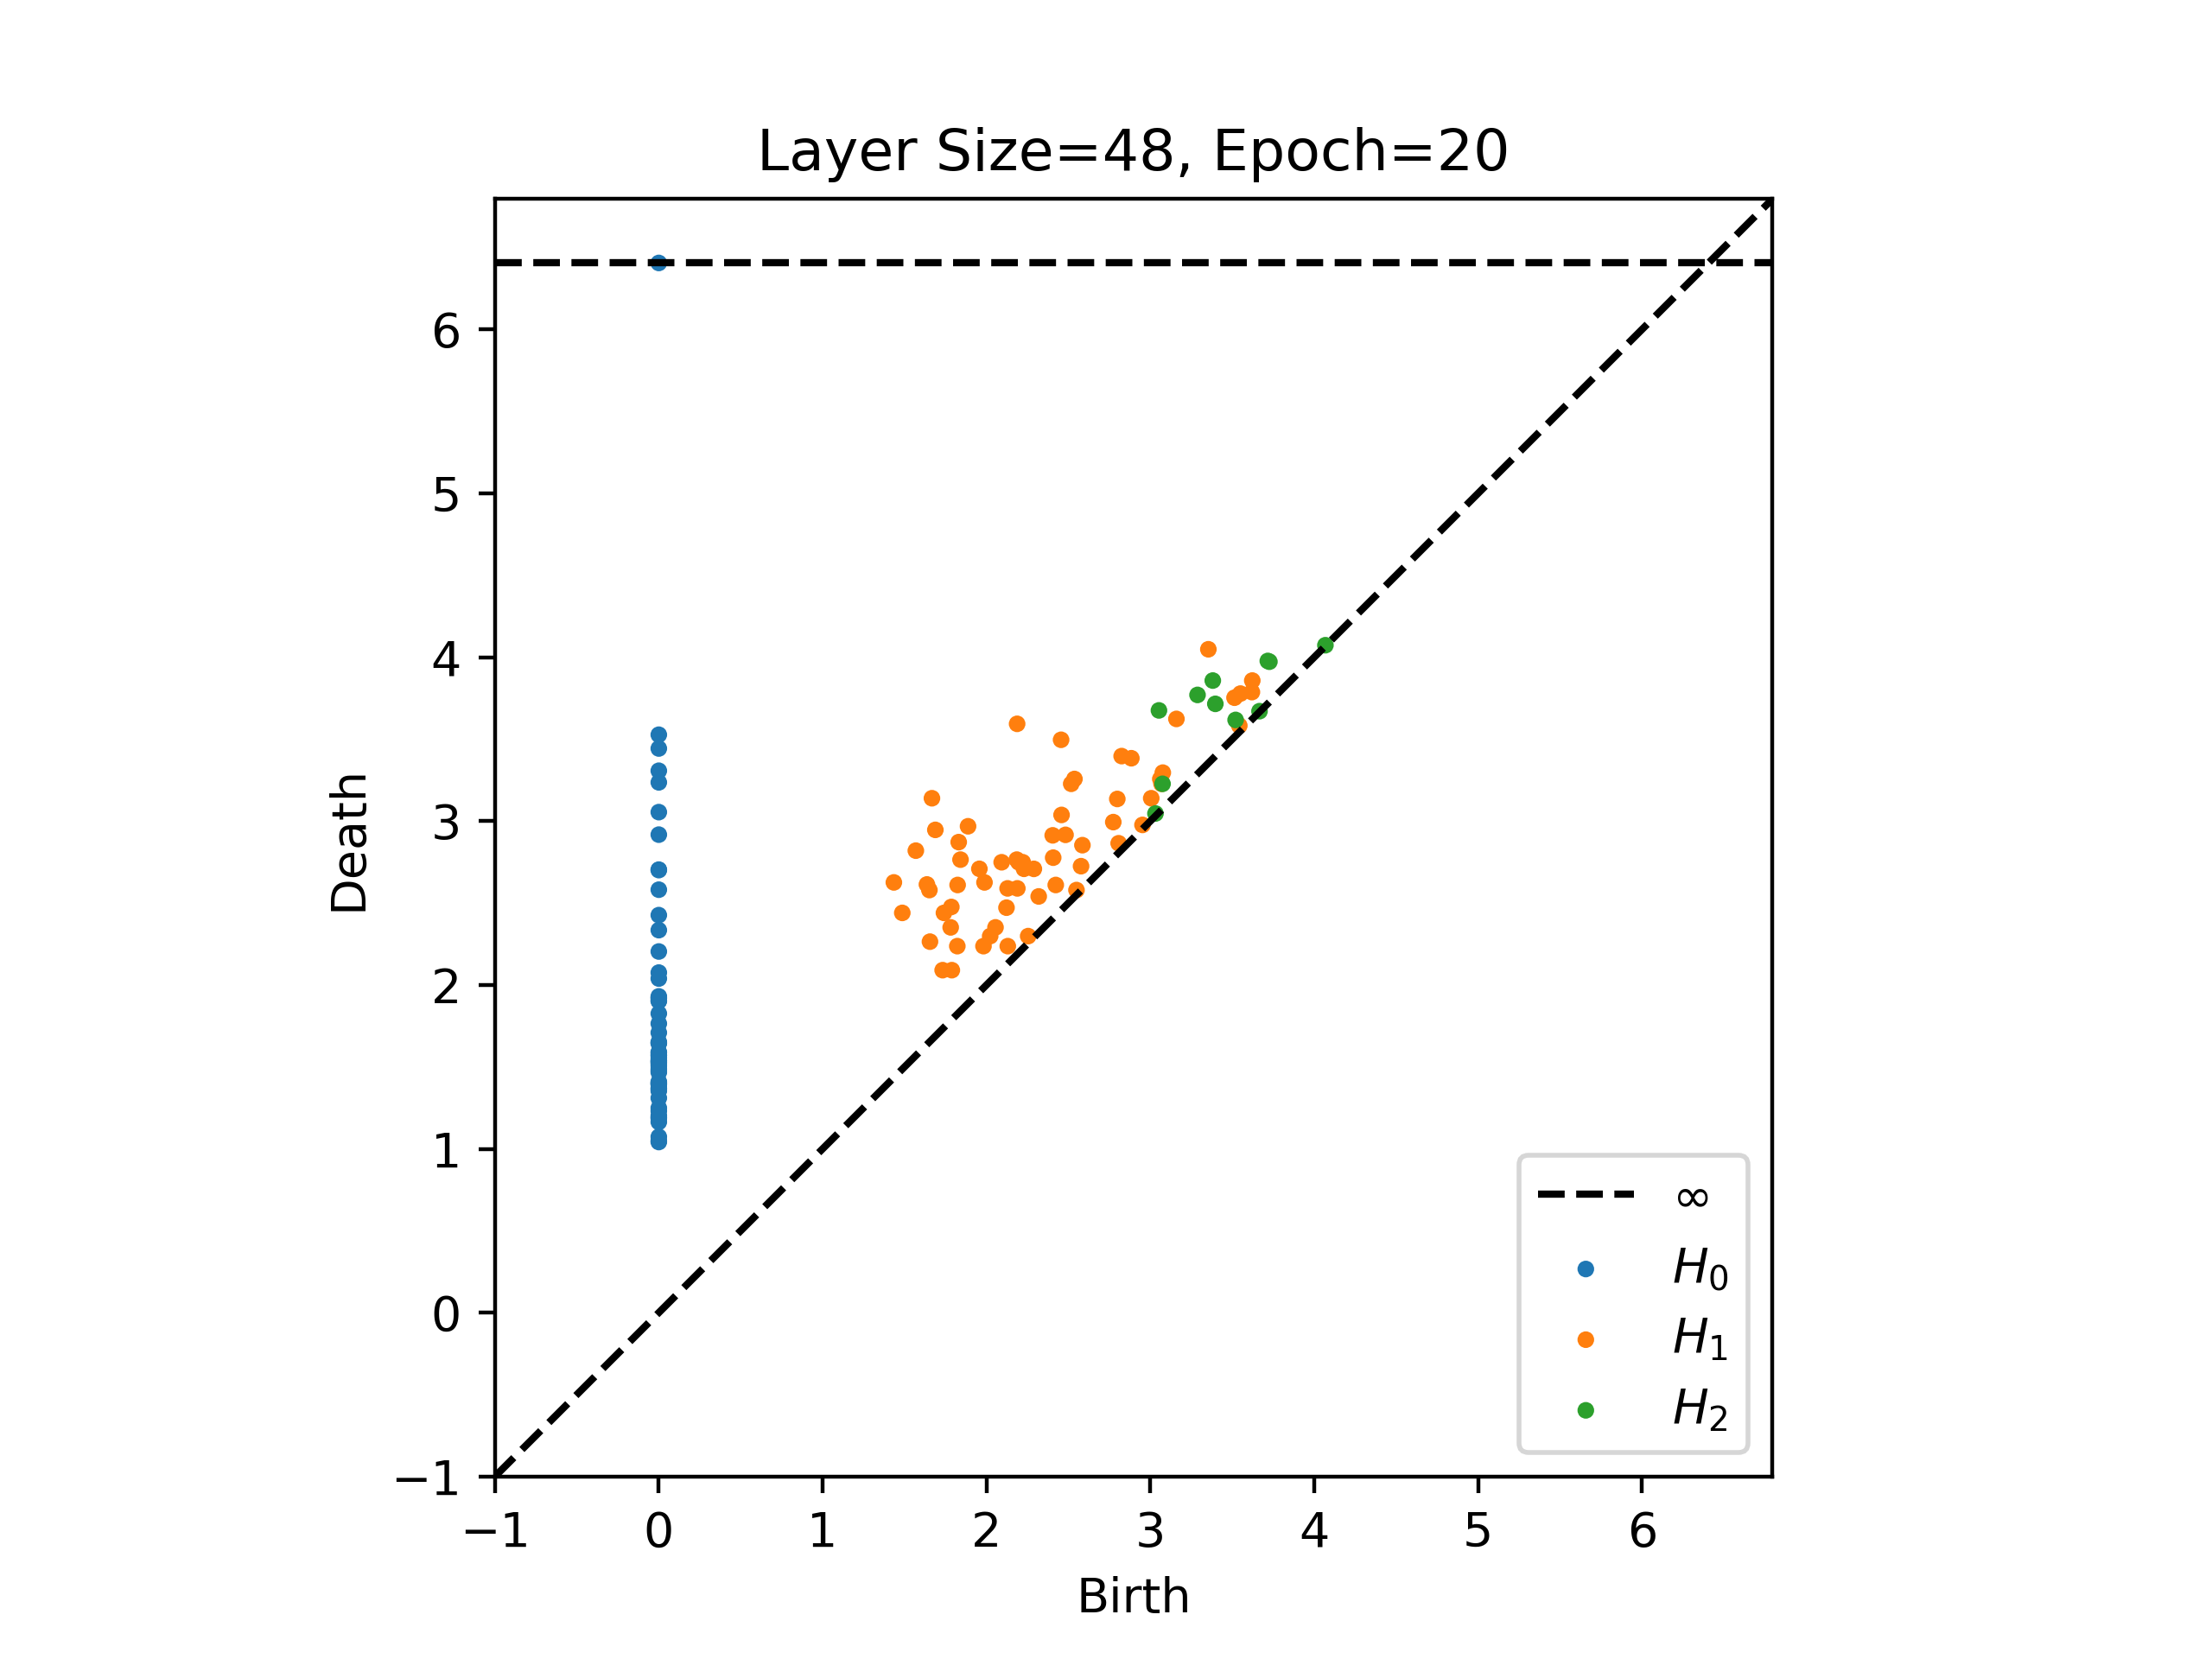 Layer Size=48, Epoch=20
Death
6
5
4
3
2
1
0
−1
−1 0 1 2 3 4 5 6
Birth
∞
H₀
H₁
H₂